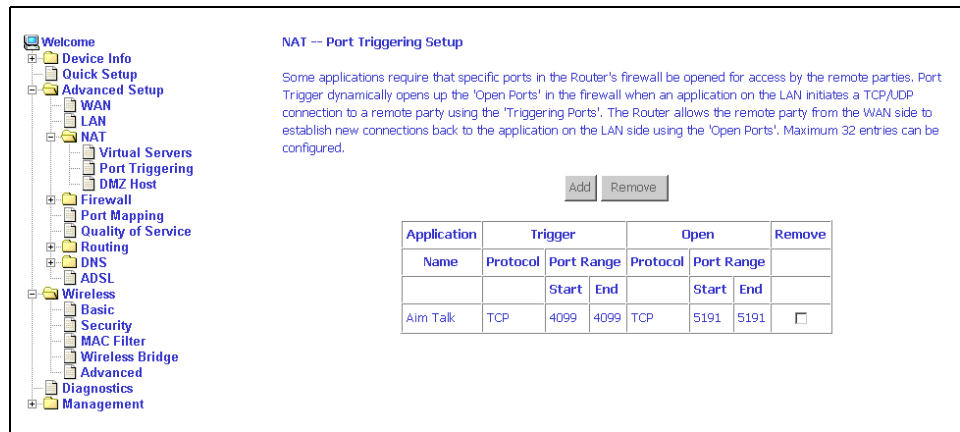 Welcome
Device Info
Quick Setup
Advanced Setup
WAN
LAN
NAT
Virtual Servers
Port Triggering
DMZ Host
Firewall
Port Mapping
Quality of Service
Routing
DNS
ADSL
Wireless
Basic
Security
MAC Filter
Wireless Bridge
Advanced
Diagnostics
Management
NAT -- Port Triggering Setup
Some applications require that specific ports in the Router's firewall be opened for access by the remote parties. Port
Trigger dynamically opens up the 'Open Ports' in the firewall when an application on the LAN initiates a TCP/UDP
connection to a remote party using the 'Triggering Ports'. The Router allows the remote party from the WAN side to
establish new connections back to the application on the LAN side using the 'Open Ports'. Maximum 32 entries can be
configured.
Add Remove
Application Trigger Open Remove
Name Protocol Port Range Protocol Port Range
Start End Start End
Aim Talk TCP 4099 4099 TCP 5191 5191